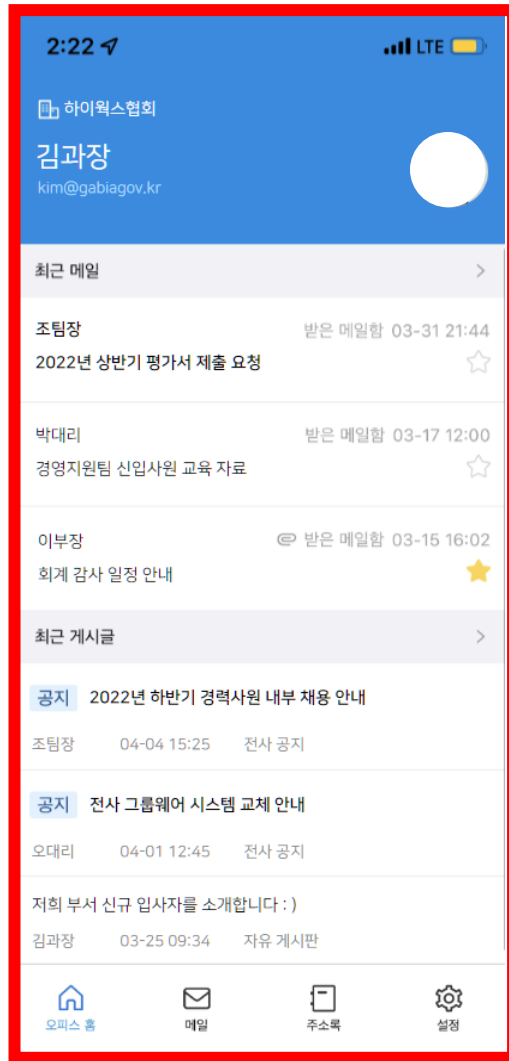 2:22 LTE
하이웍스협회
김과장
kim@gabiagov.kr
최근 메일
조팀장 받은 메일함 03-31 21:44
2022년 상반기 평가서 제출 요청
박대리 받은 메일함 03-17 12:00
경영지원팀 신입사원 교육 자료
이부장 받은 메일함 03-15 16:02
회계 감사 일정 안내
최근 게시글
공지 2022년 하반기 경력사원 내부 채용 안내
조팀장 04-04 15:25 전사 공지
공지 전사 그룹웨어 시스템 교체 안내
오대리 04-01 12:45 전사 공지
저희 부서 신규 입사자를 소개합니다 : )
김과장 03-25 09:34 자유 게시판
오피스 홈 메일 주소록 설정